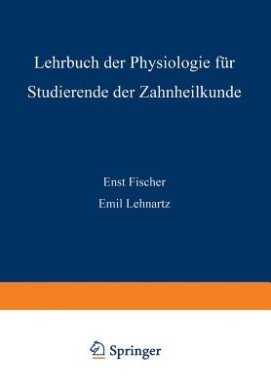 Lehrbuch der Physiologie für
Studierende der Zahnheilkunde
Enst Fischer
Emil Lehnartz
Springer